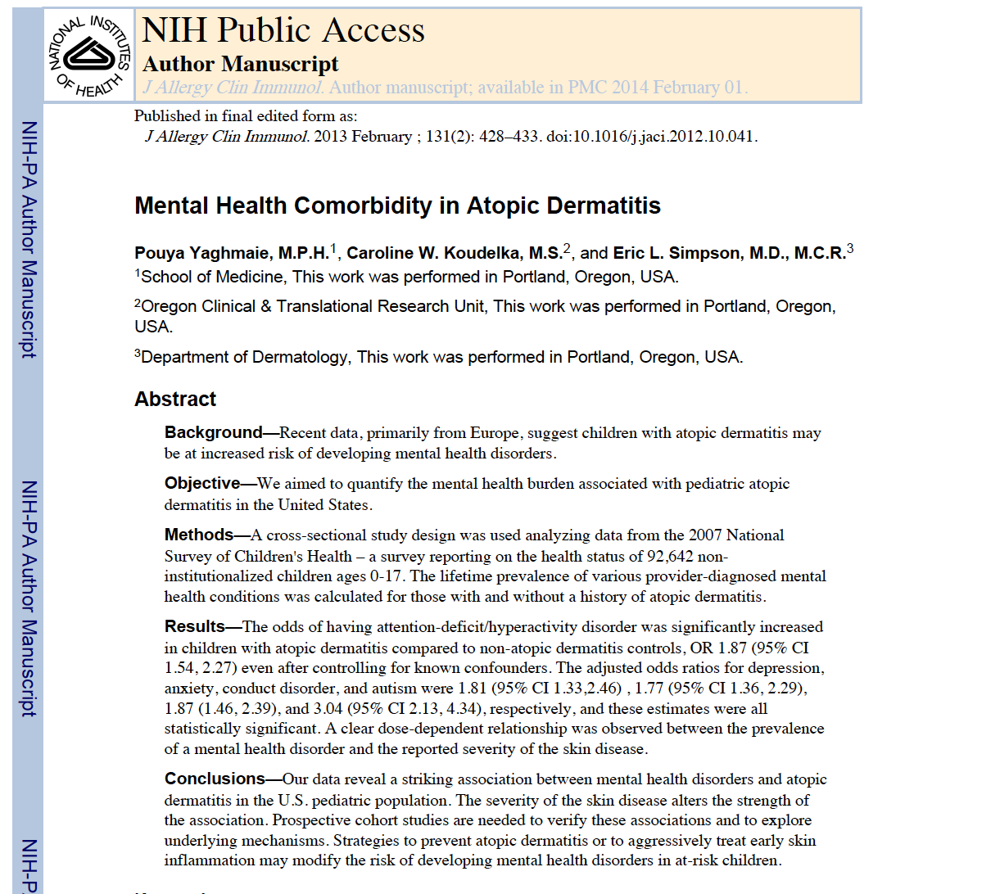 NATIONAL INSTITUTES OF HEALTH
NIH Public Access
Author Manuscript
J Allergy Clin Immunol. Author manuscript; available in PMC 2014 February 01.
Published in final edited form as:
J Allergy Clin Immunol. 2013 February ; 131(2): 428–433. doi:10.1016/j.jaci.2012.10.041.
NIH-PA Author Manuscript
NIH-PA Author Manuscript
Mental Health Comorbidity in Atopic Dermatitis
Pouya Yaghmaie, M.P.H.1, Caroline W. Koudelka, M.S.2, and Eric L. Simpson, M.D., M.C.R.3
1School of Medicine, This work was performed in Portland, Oregon, USA.
2Oregon Clinical & Translational Research Unit, This work was performed in Portland, Oregon,
USA.
3Department of Dermatology, This work was performed in Portland, Oregon, USA.
Abstract
Background—Recent data, primarily from Europe, suggest children with atopic dermatitis may
be at increased risk of developing mental health disorders.
Objective—We aimed to quantify the mental health burden associated with pediatric atopic
dermatitis in the United States.
Methods—A cross-sectional study design was used analyzing data from the 2007 National
Survey of Children's Health – a survey reporting on the health status of 92,642 non-
institutionalized children ages 0-17. The lifetime prevalence of various provider-diagnosed mental
health conditions was calculated for those with and without a history of atopic dermatitis.
Results—The odds of having attention-deficit/hyperactivity disorder was significantly increased
in children with atopic dermatitis compared to non-atopic dermatitis controls, OR 1.87 (95% CI
1.54, 2.27) even after controlling for known confounders. The adjusted odds ratios for depression,
anxiety, conduct disorder, and autism were 1.81 (95% CI 1.33,2.46) , 1.77 (95% CI 1.36, 2.29),
1.87 (1.46, 2.39), and 3.04 (95% CI 2.13, 4.34), respectively, and these estimates were all
statistically significant. A clear dose-dependent relationship was observed between the prevalence
of a mental health disorder and the reported severity of the skin disease.
Conclusions—Our data reveal a striking association between mental health disorders and atopic
dermatitis in the U.S. pediatric population. The severity of the skin disease alters the strength of
the association. Prospective cohort studies are needed to verify these associations and to explore
underlying mechanisms. Strategies to prevent atopic dermatitis or to aggressively treat early skin
inflammation may modify the risk of developing mental health disorders in at-risk children.